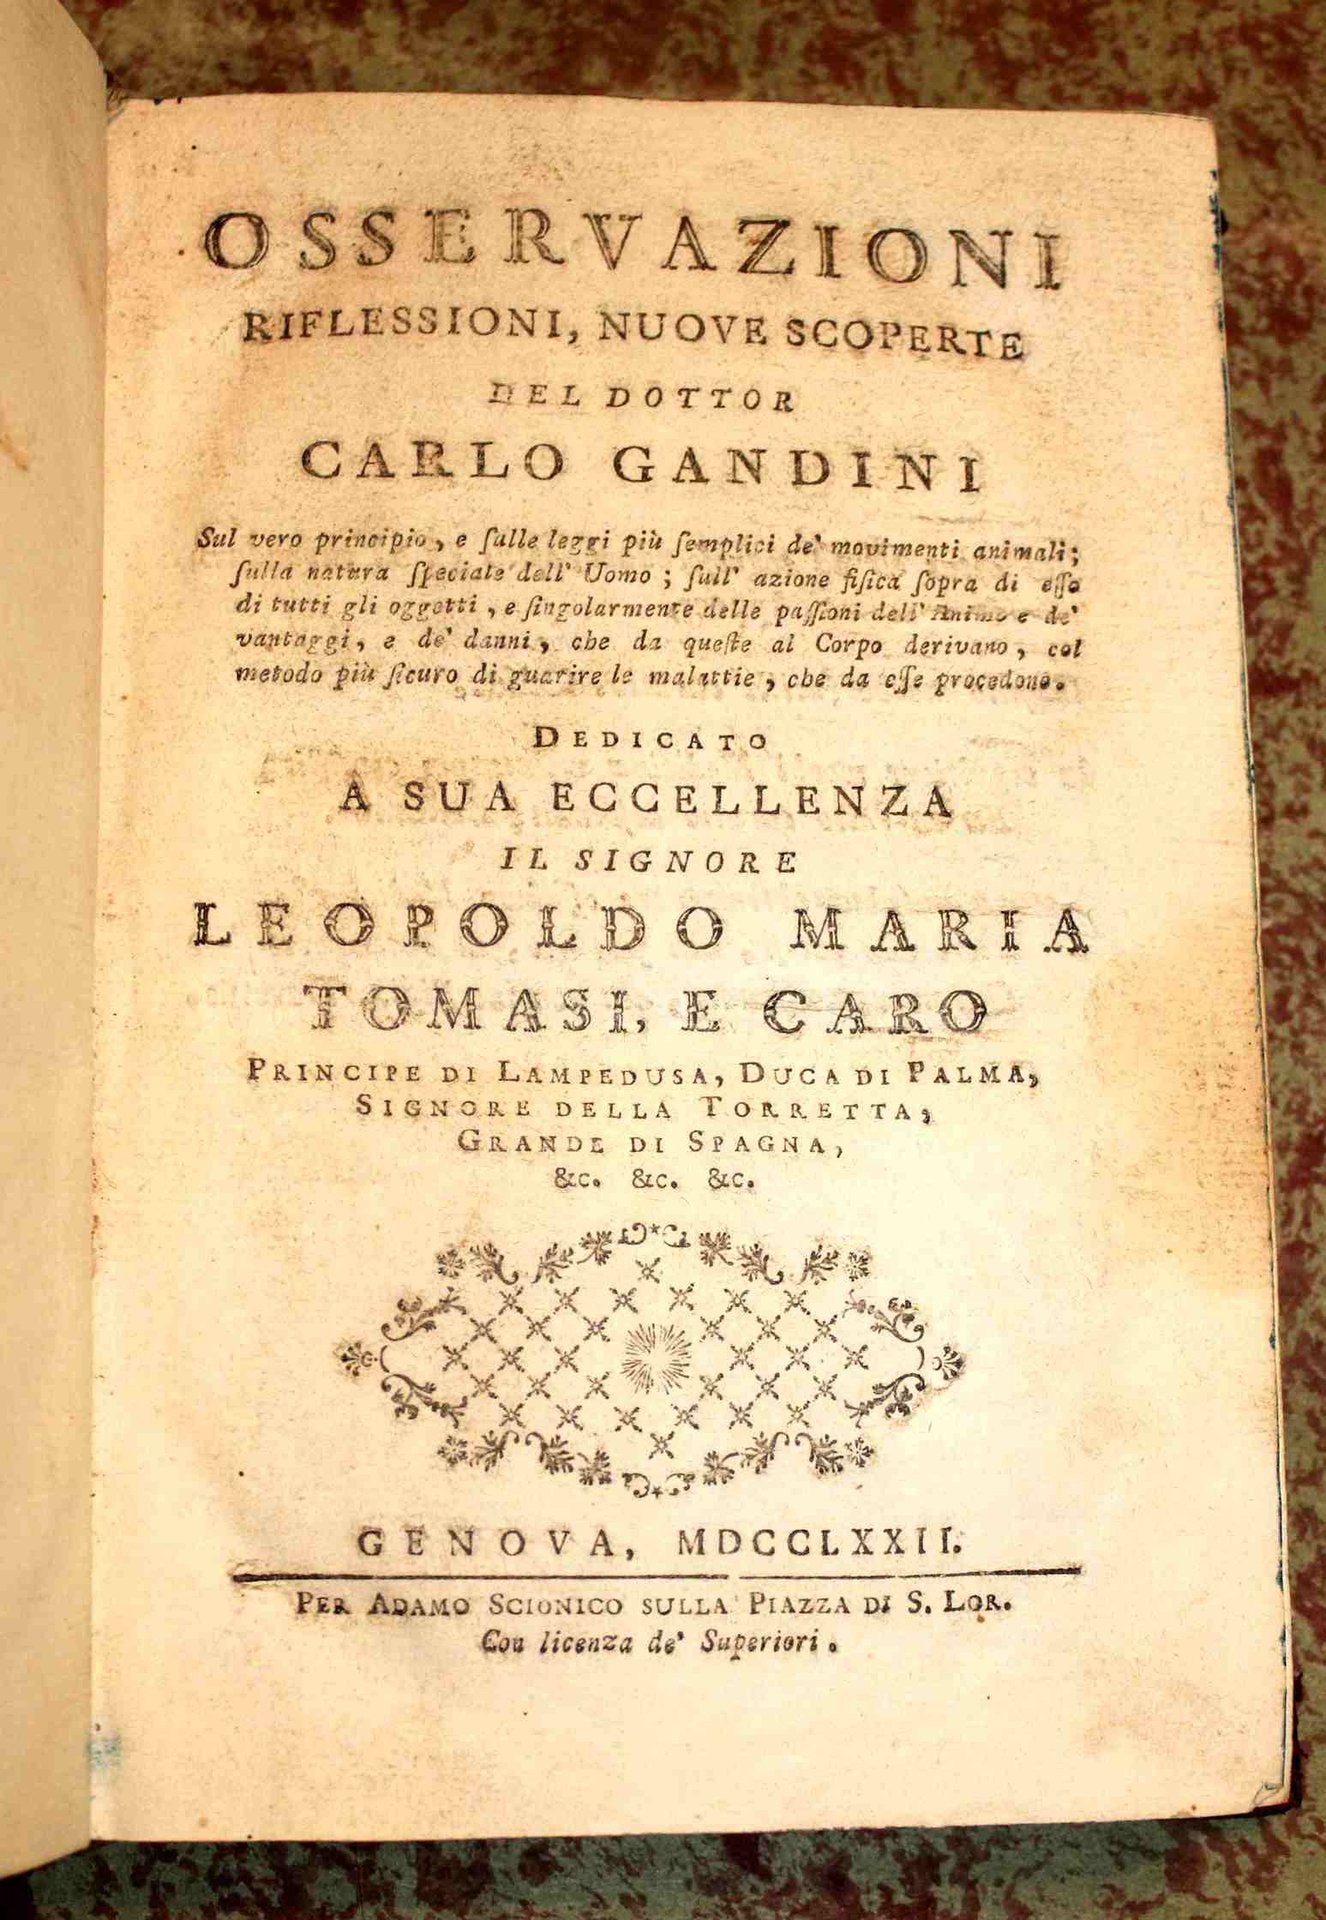 OSSERVAZIONI
RIFLESSIONI, NUOVE SCOPERTE
DEL DOTTOR
CARLO GANDINI
Sul vero principio, e ſulle leggi più ſemplici de' movimenti animali;
ſulla natura ſpeciale dell' Uomo; ſull' azione fiſica ſopra di eſſo
di tutti gli oggetti, e ſingolarmente delle paſſioni dell' Animo e de'
vantaggi, e de' danni, che da queſte al Corpo derivano, col
metodo più ſicuro di guarire le malattie, che da eſſe procedono.
DEDICATO
A SUA ECCELLENZA
IL SIGNORE
LEOPOLDO MARIA
TOMASI, E CARO
PRINCIPE DI LAMPEDUSA, DUCA DI PALMA,
SIGNORE DELLA TORRETTA,
GRANDE DI SPAGNA,
&c. &c. &c.
GENOVA, MDCCLXXII.
PER ADAMO SCIONICO SULLA PIAZZA DI S. LOR.
Con licenza de' Superiori.